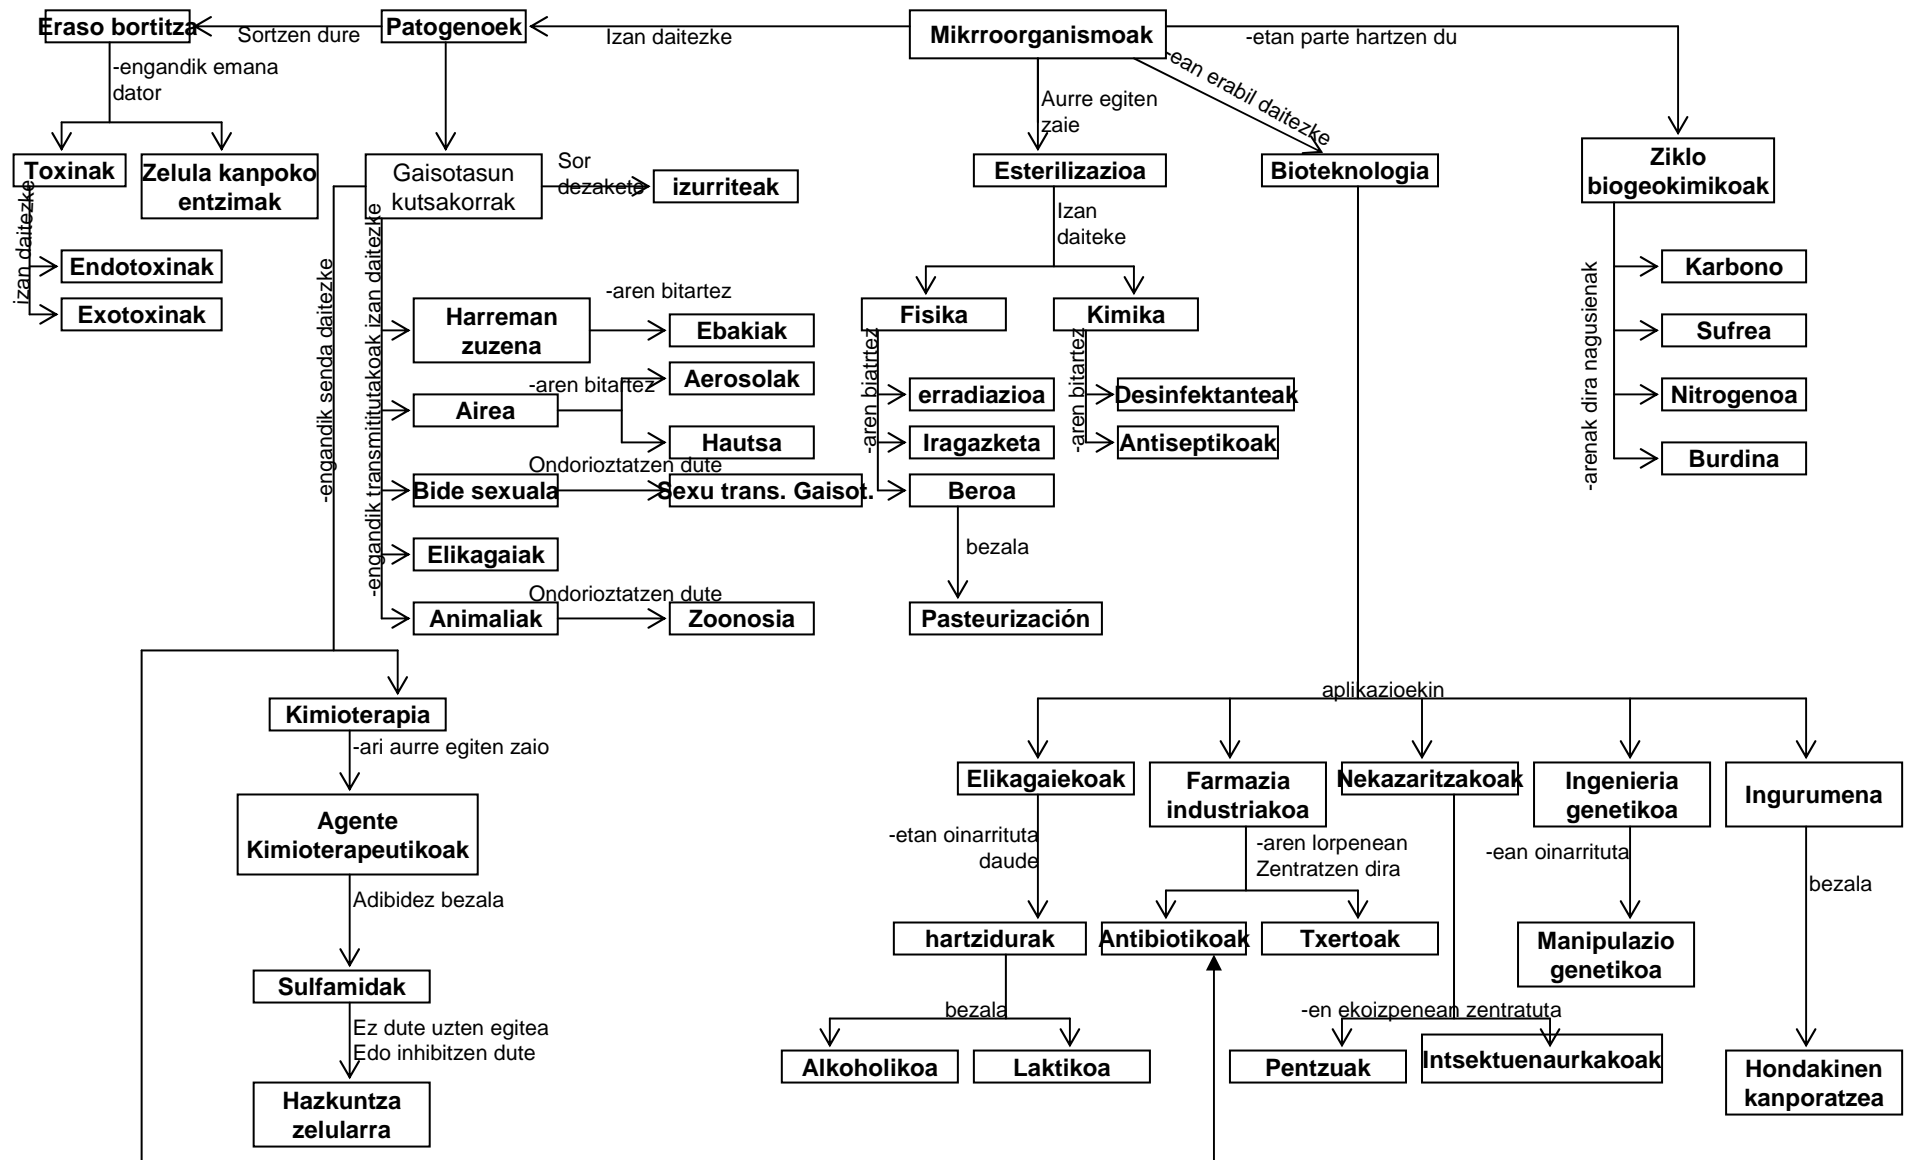 Eraso bortitza
Sortzen dure
Patogenoek
Izan daitezke
Mikrroorganismoak
-etan parte hartzen du
-engandik emana
dator
Aurre egiten
zaie
-ean erabil daitezke
Toxinak
Zelula kanpoko
entzimak
Gaisotasun
kutsakorrak
Sor
dezakete
izurriteak
Esterilizazioa
Bioteknologia
Ziklo
biogeokimikoak
izan daitezke
Endotoxinak
Exotoxinak
-engandik senda daitezke
-engandik transmititutakoak izan daitezke
Izan
daiteke
Harreman
zuzena
-aren bitartez
Ebakiak
Airea
-aren bitartez
Aerosolak
Hautsa
Bide sexuala
Ondorioztatzen dute
Sexu trans. Gaisot.
Elikagaiak
Animaliak
Ondorioztatzen dute
Zoonosia
Fisika
Kimika
-aren biatrtez
erradiazioa
Iragazketa
Beroa
bezala
Pasteurización
-aren bitartez
Desinfektanteak
Antiseptikoak
-arenak dira nagusienak
Karbono
Sufrea
Nitrogenoa
Burdina
Kimioterapia
-ari aurre egiten zaio
Agente
Kimioterapeutikoak
Adibidez bezala
Sulfamidak
Ez dute uzten egitea
Edo inhibitzen dute
Hazkuntza
zelularra
aplikazioekin
Elikagaiekoak
Farmazia
industriakoa
Nekazaritzakoak
Ingenieria
genetikoa
Ingurumena
-etan oinarrituta
daude
-aren lorpenean
Zentratzen dira
-ean oinarrituta
bezala
hartzidurak
Antibiotikoak
Txertoak
Manipulazio
genetikoa
bezala
-en ekoizpenean zentratuta
Alkoholikoa
Laktikoa
Pentzuak
Intsektuenaurkakoak
Hondakinen
kanporatzea